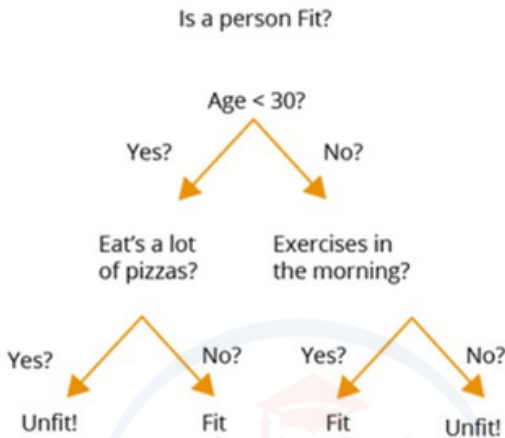 Is a person Fit?
Age < 30?
Yes?
No?
Eat's a lot
of pizzas?
Exercises in
the morning?
Yes?
No?
Yes?
No?
Unfit!
Fit
Fit
Unfit!